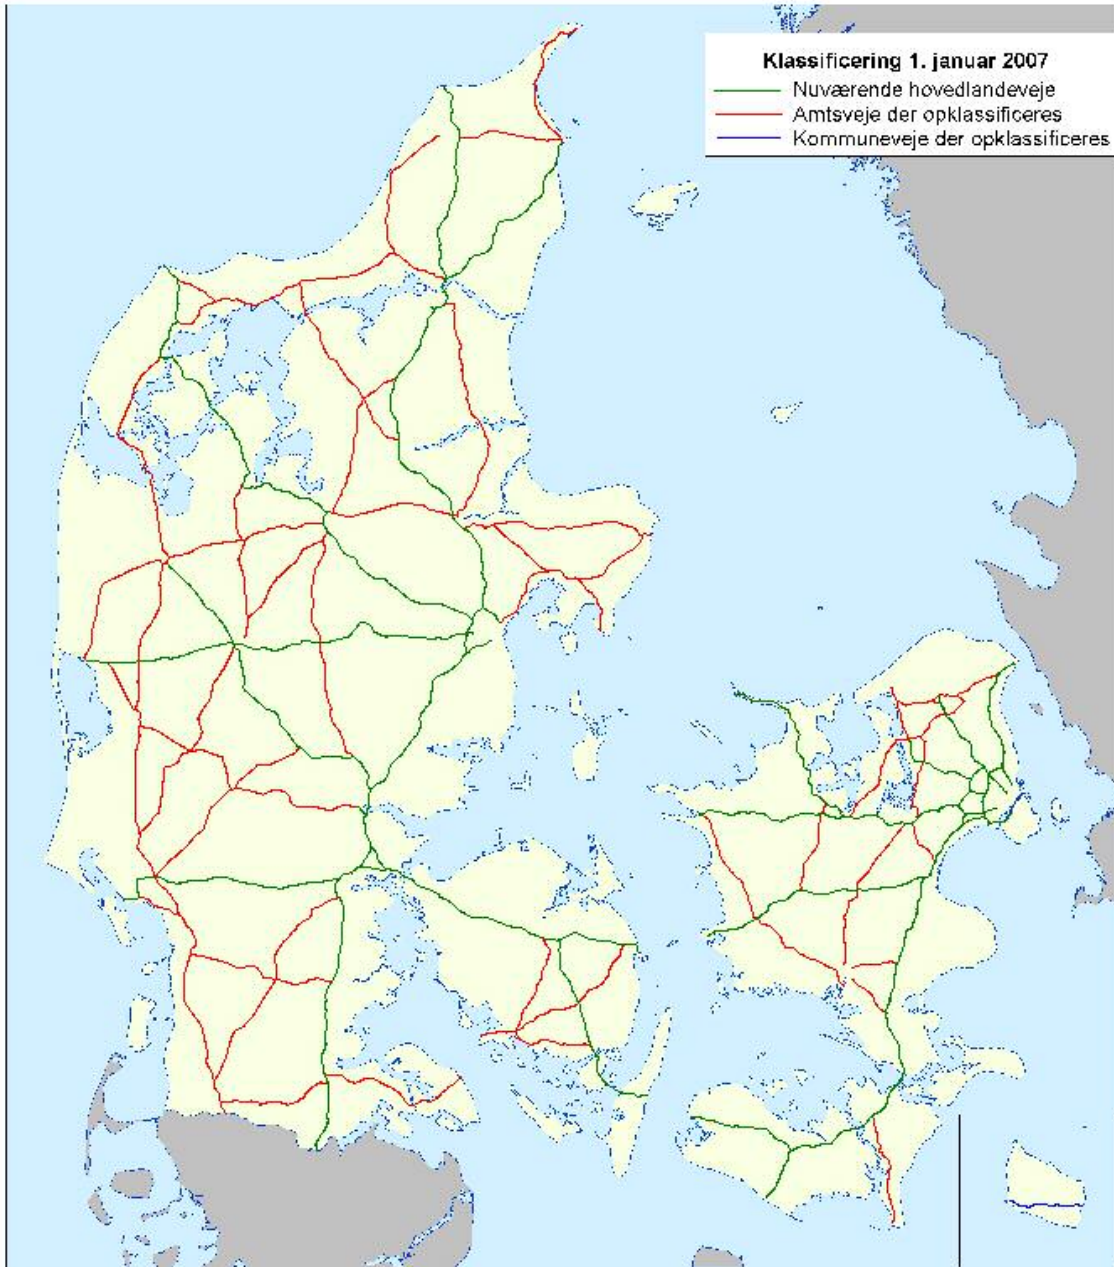 Klassificering 1. januar 2007
Nuværende hovedlandeveje
Amtsveje der opklassificeres
Kommuneveje der opklassificeres